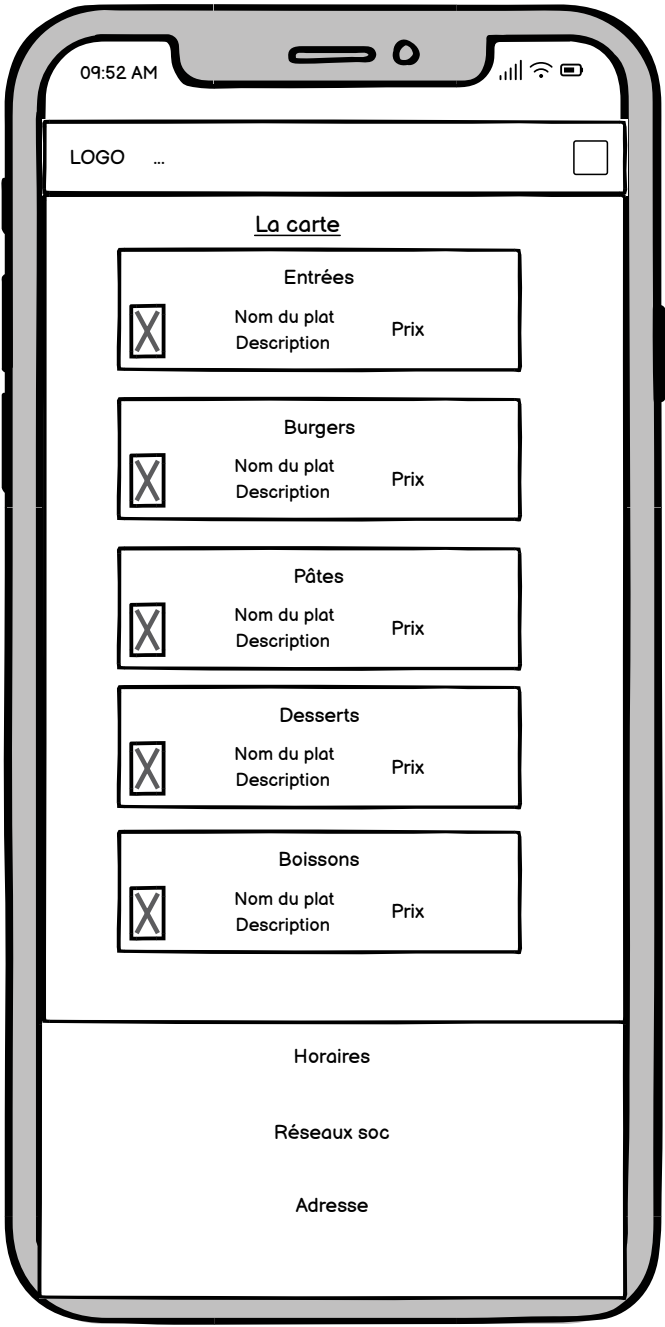 09:52 AM
LOGO ...
La carte
Entrées
Nom du plat
Description
Prix
Burgers
Nom du plat
Description
Prix
Pâtes
Nom du plat
Description
Prix
Desserts
Nom du plat
Description
Prix
Boissons
Nom du plat
Description
Prix
Horaires
Réseaux soc
Adresse